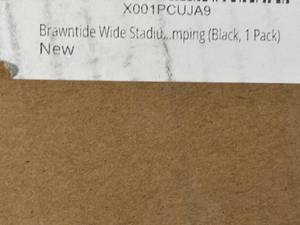 X001PCUJA9
Brawntide Wide Stadiu...mping (Black, 1 Pack)
New